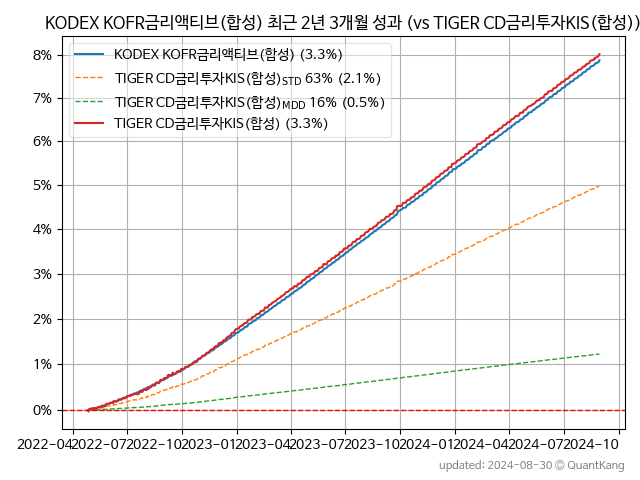 KODEX KOFR금리액티브(합성) 최근 2년 3개월 성과 (vs TIGER CD금리투자KIS(합성))
KODEX KOFR금리액티브(합성) (3.3%)
TIGER CD금리투자KIS(합성)STD 63% (2.1%)
TIGER CD금리투자KIS(합성)MDD 16% (0.5%)
TIGER CD금리투자KIS(합성) (3.3%)
8%
7%
6%
5%
4%
3%
2%
1%
0%
2022-04 2022-07 2022-10 2023-01 2023-04 2023-07 2023-10 2024-01 2024-04 2024-07 2024-10
updated: 2024-08-30 © QuantKang